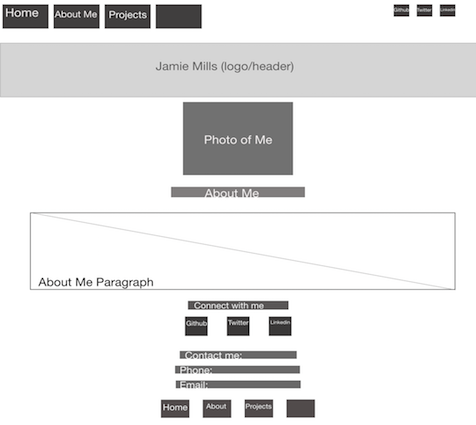 Home
About Me
Projects
Github
Twitter
Linkedin
Jamie Mills (logo/header)
Photo of Me
About Me
About Me Paragraph
Connect with me
Github
Twitter
Linkedin
Contact me:
Phone:
Email:
Home
About
Projects